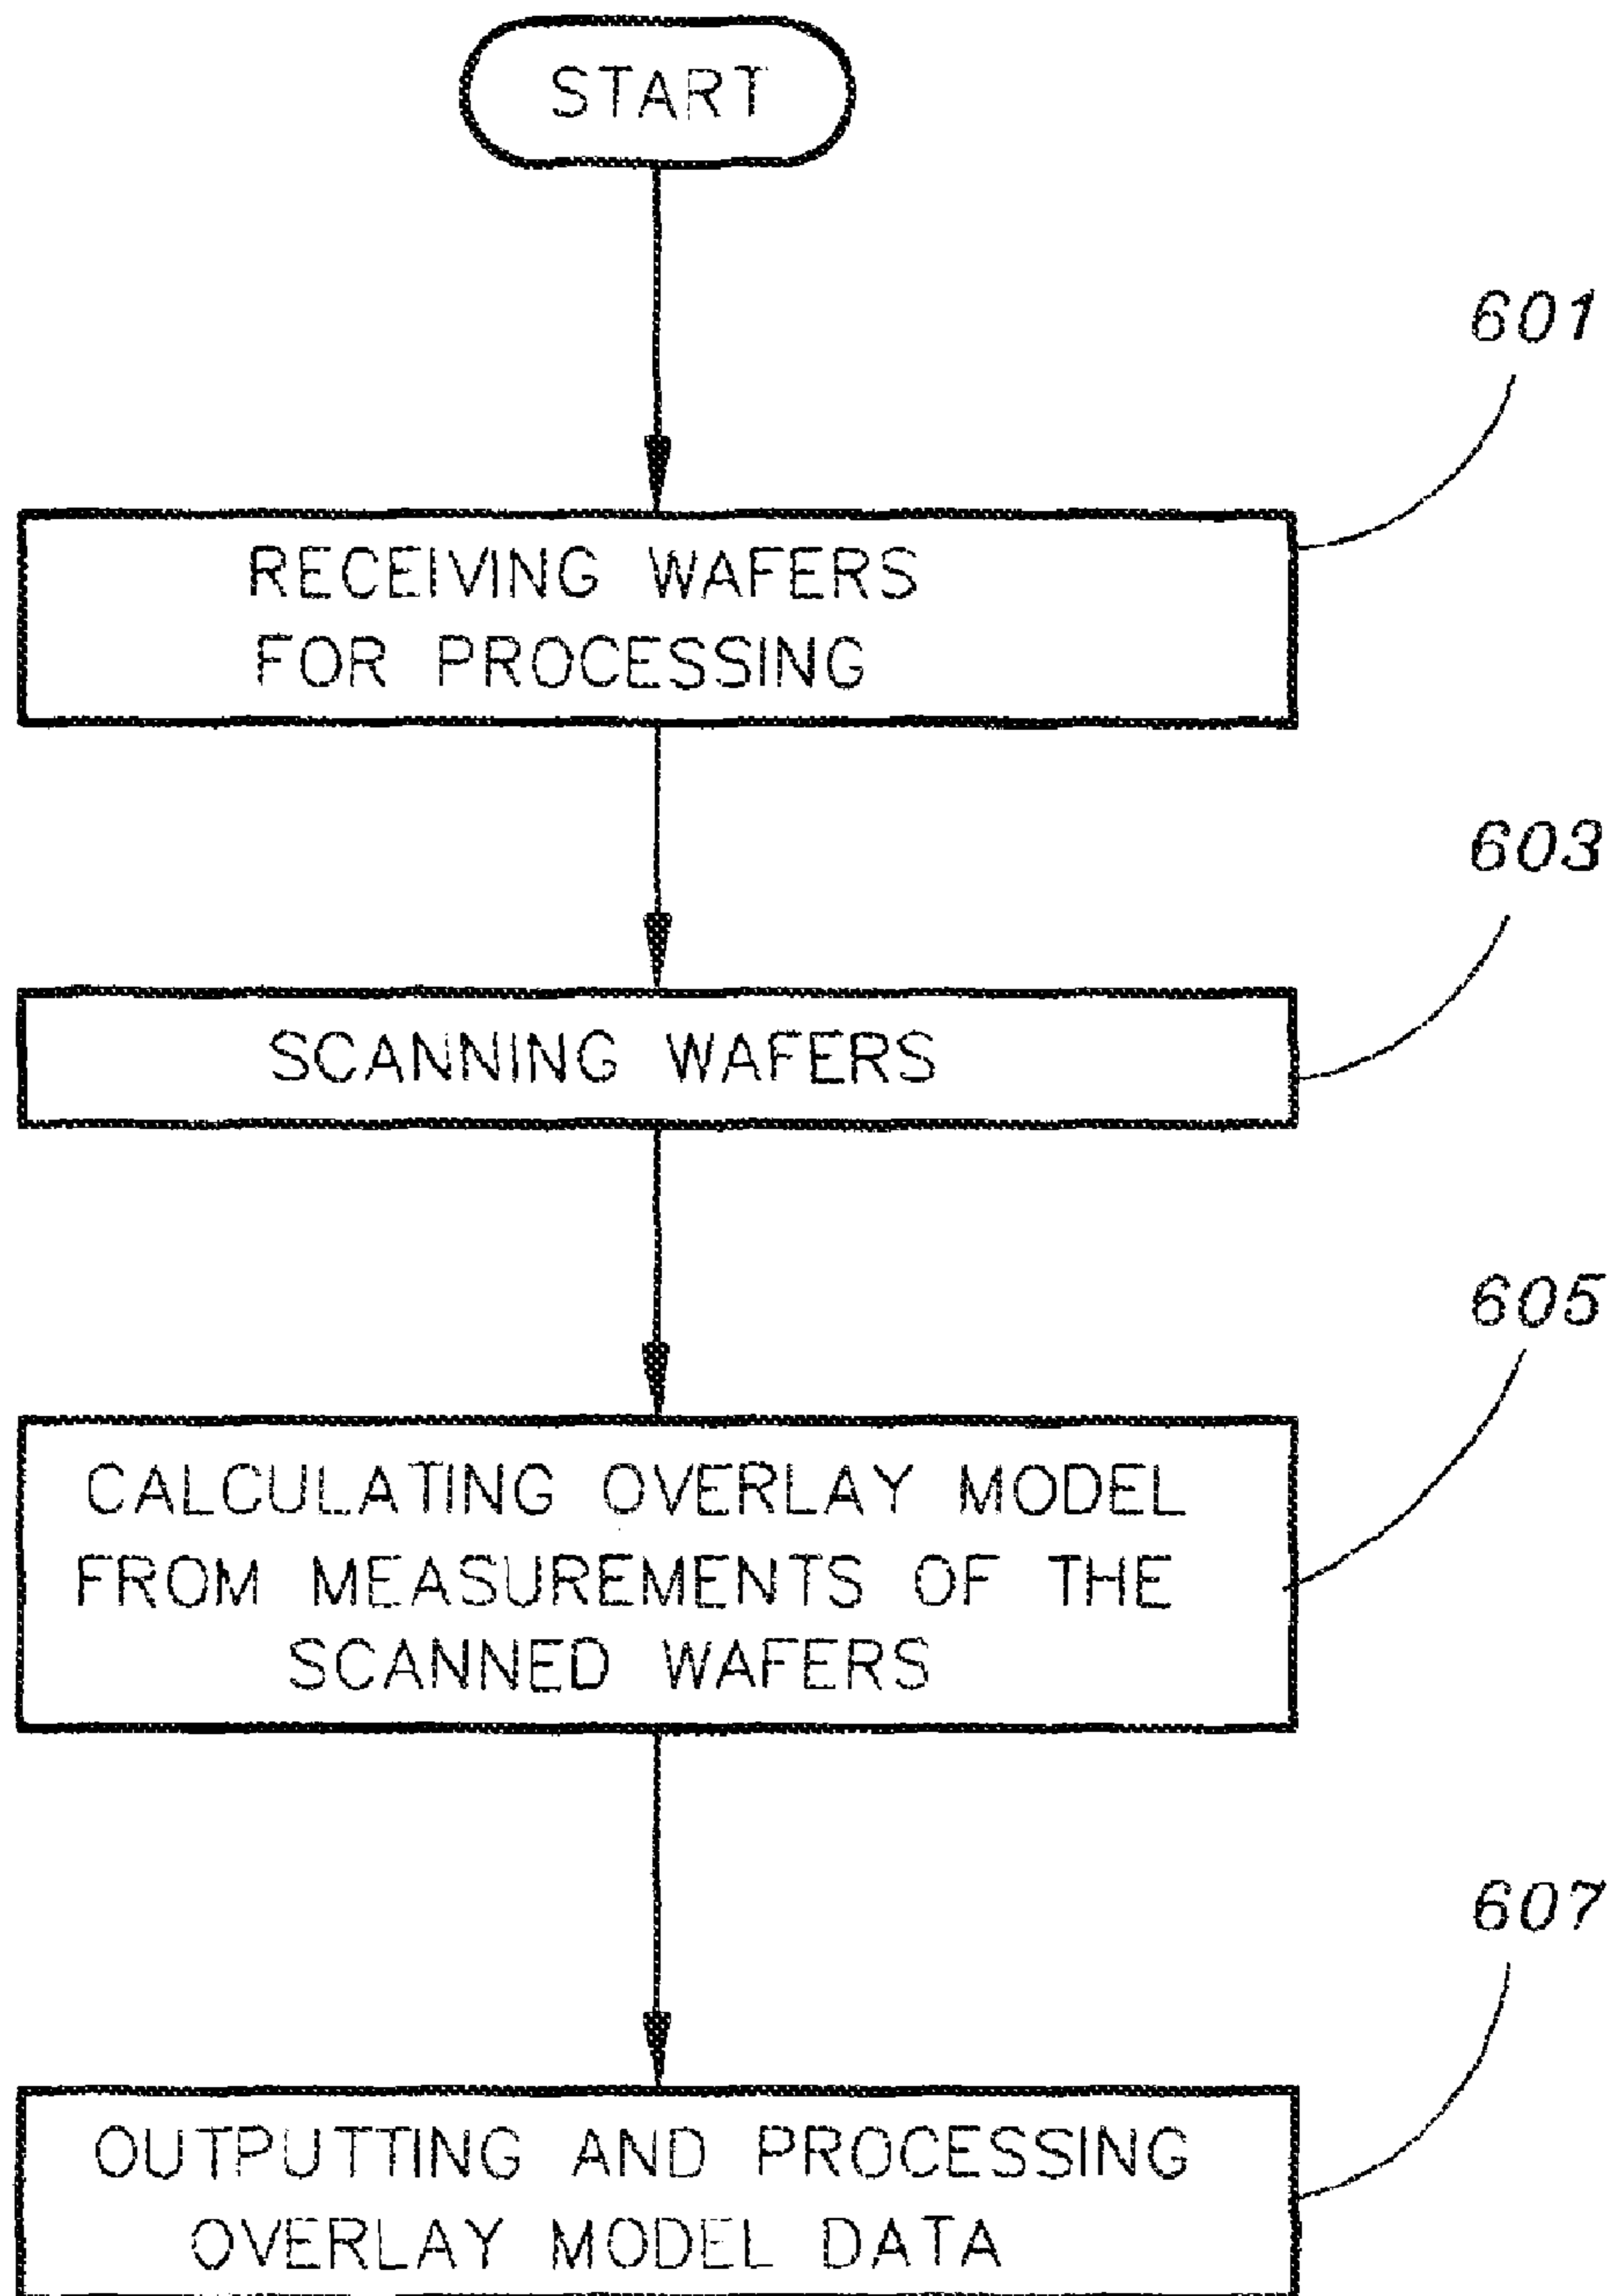 START
601
RECEIVING WAFERS
FOR PROCESSING
603
SCANNING WAFERS
605
CALCULATING OVERLAY MODEL
FROM MEASUREMENTS OF THE
SCANNED WAFERS
607
OUTPUTTING AND PROCESSING
OVERLAY MODEL DATA